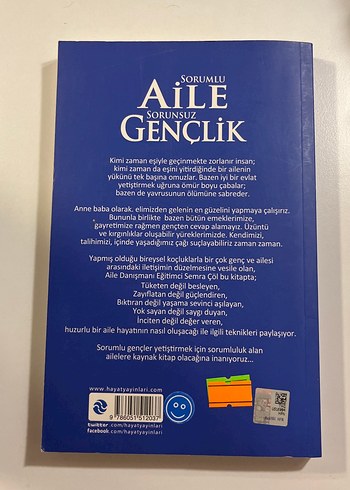 SORUMLU
AİLE
SORUNSUZ
GENÇLİK
Kimi zaman eşiyle geçinmekte zorlanır insan;
kimi zaman da eşini yitirdiğinde bir ailenin
yükünü tek başına omuzlar. Bazen iyi bir evlat
yetiştirmek uğruna ömür boyu çabalar;
bazen de yavrusunun ölümüne sabreder.
Anne baba olarak. elimizden gelenin en güzelini yapmaya çalışırız.
Bununla birlikte bazen bütün emeklerimize,
gayretimize rağmen gençten cevap alamayız. Üzüntü
ve kırgınlıklar oluşabilir yüreklerimizde. Kendimizi,
talihimizi, içinde yaşadığımız çağı suçlayabiliriz zaman zaman.
Yapmış olduğu bireysel koçluklarla bir çok genç ve ailesi
arasındaki iletişimin düzelmesine vesile olan,
Aile Danışmanı Eğitimci Semra Çöl bu kitapta;
Tüketen değil besleyen,
Zayıflatan değil güçlendiren,
Bıktıran değil yaşama sevinci aşılayan,
Yok sayan değil saygı duyan,
İnciten değil değer veren,
huzurlu bir aile hayatının nasıl oluşacağı ile ilgili teknikleri paylaşıyor.
Sorumlu gençler yetiştirmek için sorumluluk alan
ailelere kaynak kitap olacağına inanıyoruz...
www.hayatyayinlari.com
9 786051 512037
twitter.com/hayatyayinlari
facebook.com/hayatyayinlari